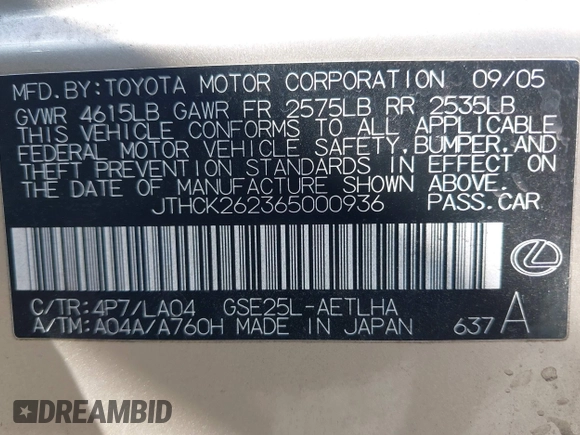 MFD.BY:TOYOTA MOTOR CORPORATION 09/05
GVWR 4615LB GAWR FR 2575LB RR 2535LB
THIS VEHICLE CONFORMS TO ALL APPLICABLE
FEDERAL MOTOR VEHICLE SAFETY,BUMPER,AND
THEFT PREVENTION STANDARDS IN EFFECT ON
THE DATE OF MANUFACTURE SHOWN ABOVE.
JTHCK262365000936 PASS.CAR
C/TR:4P7/LA04 GSE25L-AETLHA
A/TM:A04A/A760H MADE IN JAPAN 637 A
DREAMBID